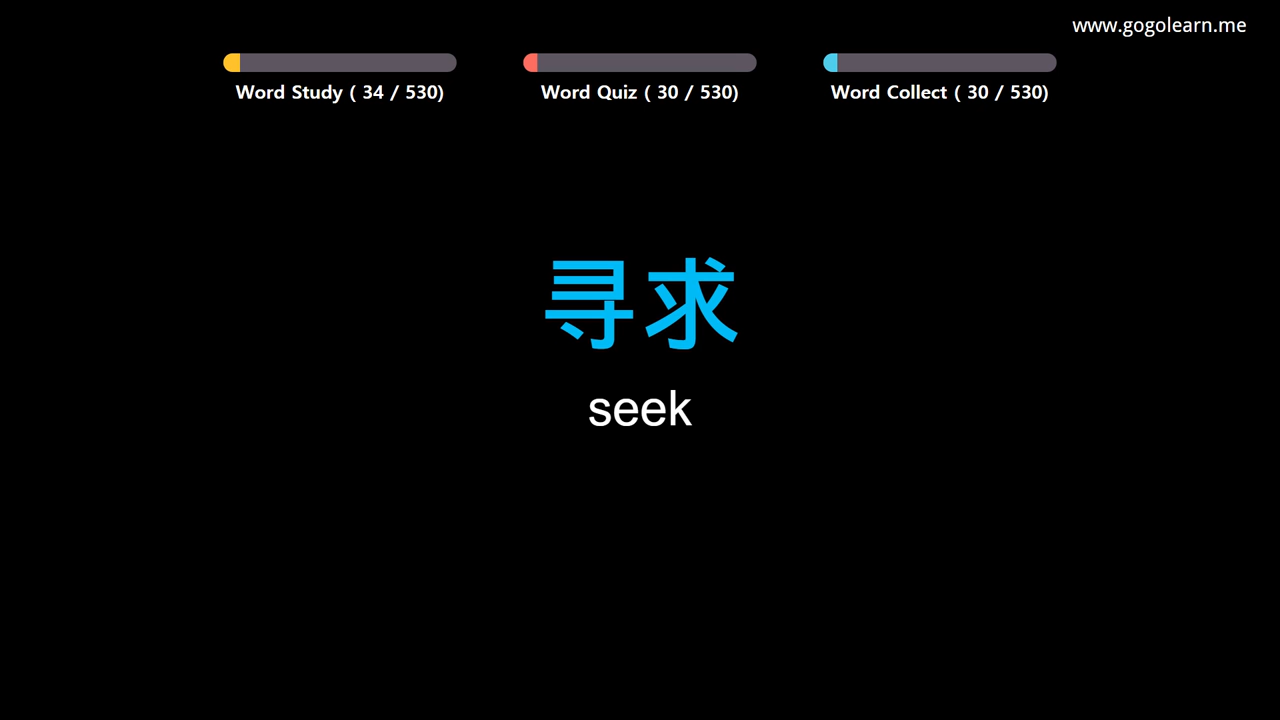 www.gogolearn.me
Word Study ( 34 / 530)
Word Quiz ( 30 / 530)
Word Collect ( 30 / 530)
寻求
seek